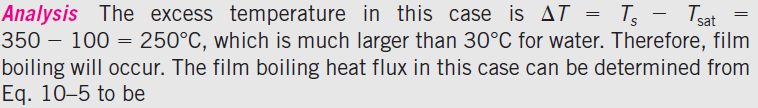 Analysis The excess temperature in this case is ΔT = Tₛ − Tsat =
350 − 100 = 250°C, which is much larger than 30°C for water. Therefore, film
boiling will occur. The film boiling heat flux in this case can be determined from
Eq. 10–5 to be